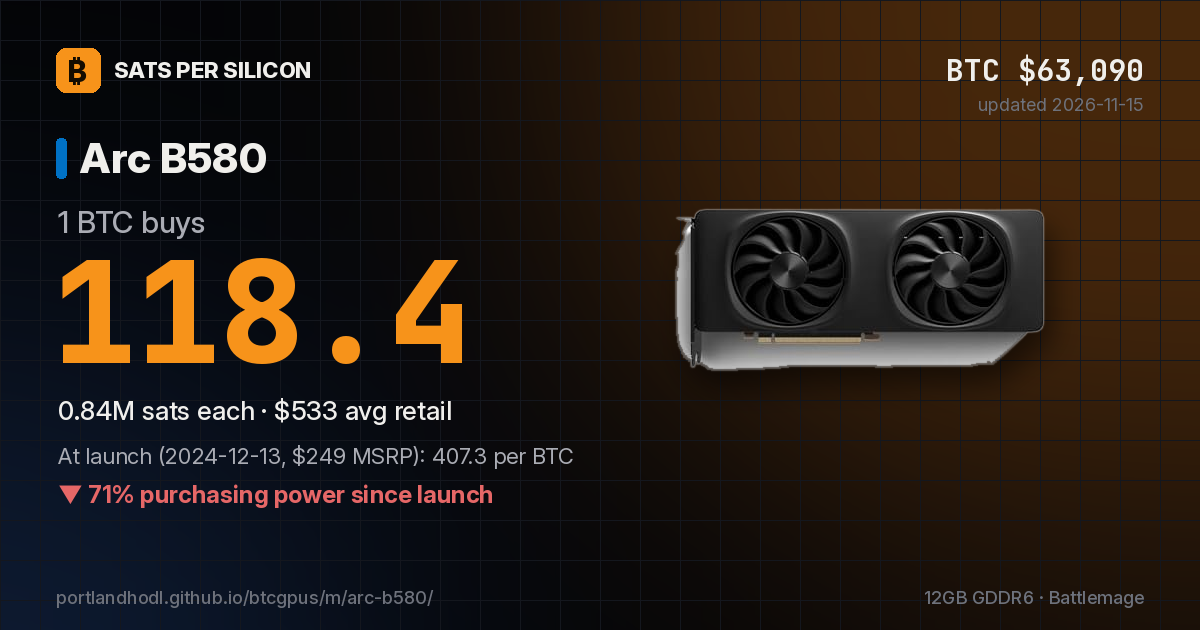 ₿ SATS PER SILICON
BTC $63,090
updated 2026-11-15
Arc B580
1 BTC buys
118.4
0.84M sats each · $533 avg retail
At launch (2024-12-13, $249 MSRP): 407.3 per BTC
▼ 71% purchasing power since launch
portlandhodl.github.io/btcgpus/m/arc-b580/
12GB GDDR6 · Battlemage